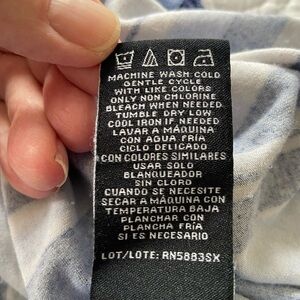 MACHINE WASH COLD
GENTLE CYCLE
WITH LIKE COLORS
ONLY NON CHLORINE
BLEACH WHEN NEEDED
TUMBLE DRY LOW
COOL IRON IF NEEDED
LAVAR A MÁQUINA
CON AGUA FRÍA
CICLO DELICADO
CON COLORES SIMILARES
USAR SOLO
BLANQUEADOR
SIN CLORO
CUANDO SE NECESITE
SECAR A MÁQUINA CON
TEMPERATURA BAJA
PLANCHAR CON
PLANCHA FRÍA
SI ES NECESARIO
LOT/LOTE: RN5883SX